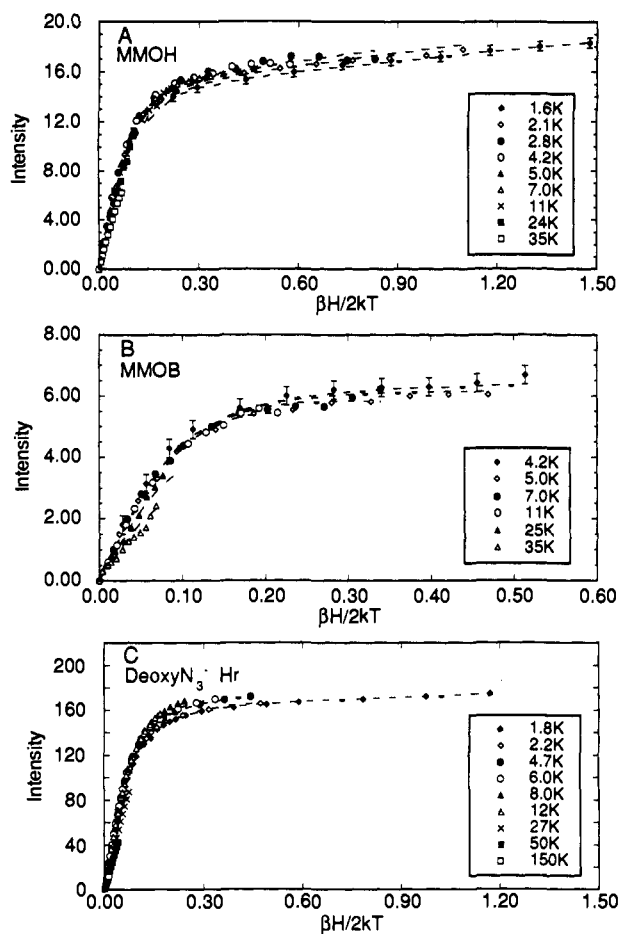 A
MMOH
20.0
16.0
12.0
8.00
4.00
0.00
Intensity
1.6K
2.1K
2.8K
4.2K
5.0K
7.0K
11K
24K
35K
0.00 0.30 0.60 0.90 1.20 1.50
βH/2kT
B
MMOB
8.00
6.00
4.00
2.00
0.00
Intensity
4.2K
5.0K
7.0K
11K
25K
35K
0.00 0.10 0.20 0.30 0.40 0.50 0.60
βH/2kT
C
DeoxyN₃⁻ Hr
200
160
120
80
40
0
Intensity
1.8K
2.2K
4.7K
6.0K
8.0K
12K
27K
50K
150K
0.00 0.30 0.60 0.90 1.20 1.50
βH/2kT